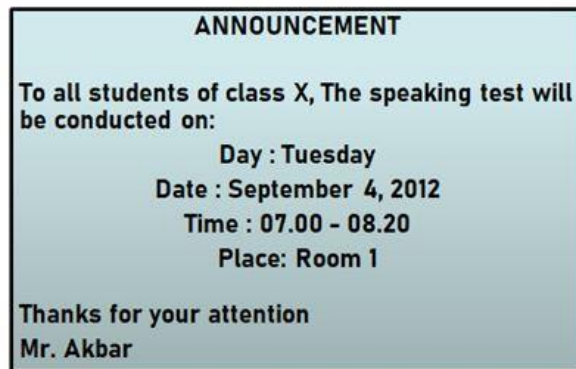 ANNOUNCEMENT
To all students of class X, The speaking test will
be conducted on:
Day : Tuesday
Date : September 4, 2012
Time : 07.00 - 08.20
Place: Room 1
Thanks for your attention
Mr. Akbar